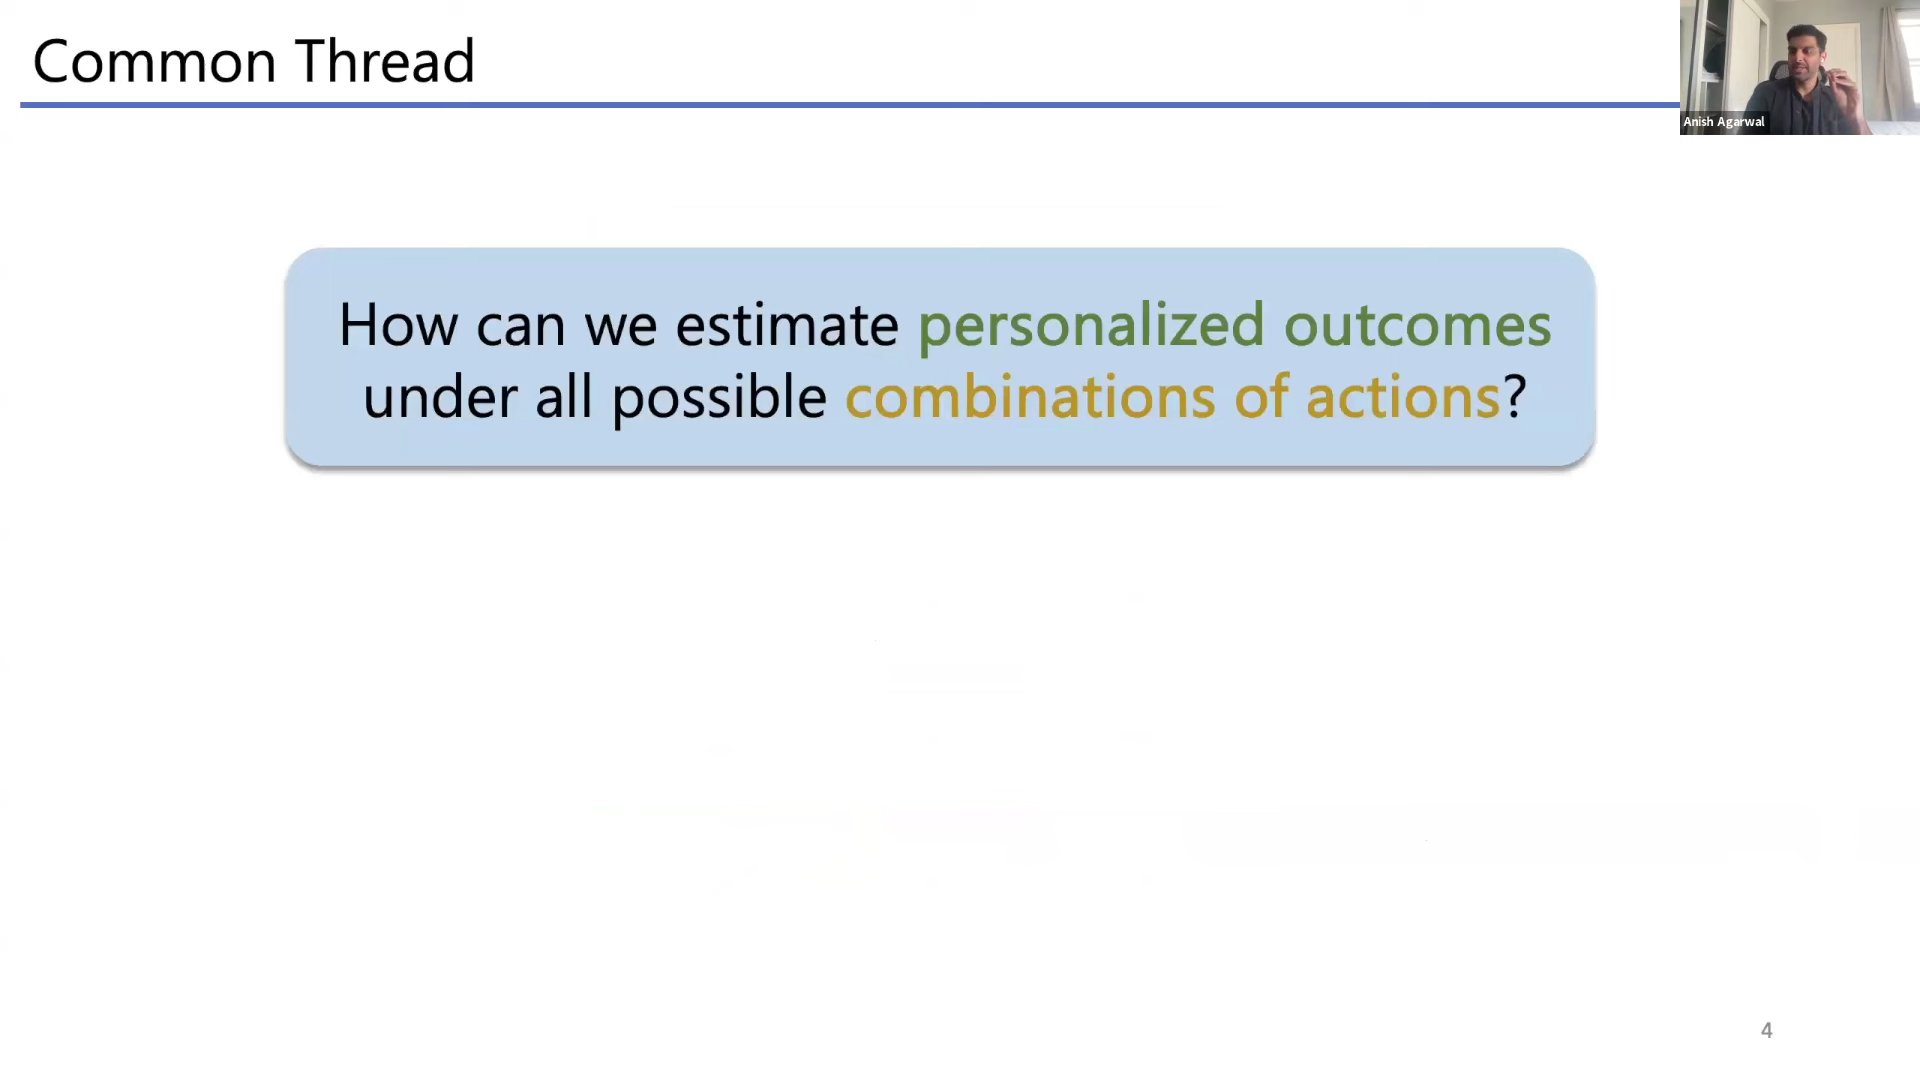 Common Thread
Anish Agarwal
How can we estimate personalized outcomes
under all possible combinations of actions?
4